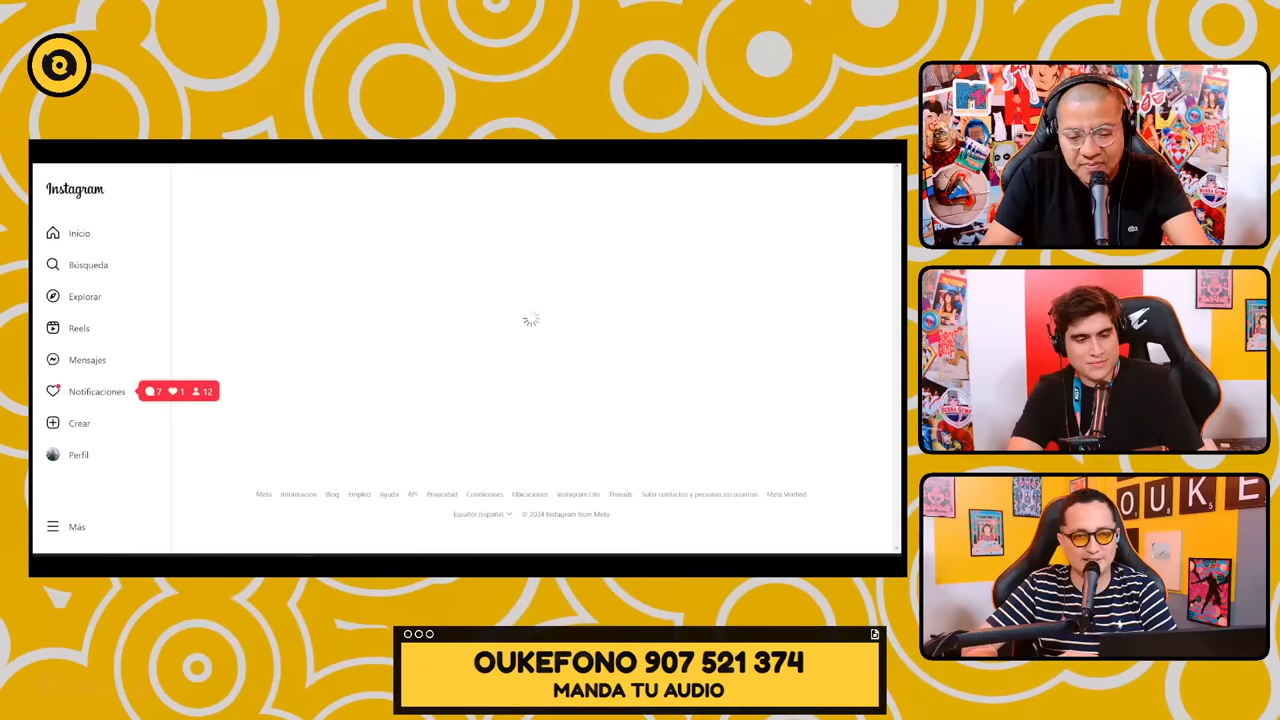 Instagram
Inicio
Búsqueda
Explorar
Reels
Mensajes
Notificaciones 7 1 12
Crear
Perfil
Más
Meta Información Blog Empleo Ayuda API Privacidad Condiciones Ubicaciones Instagram Lite Threads Subir contactos y personas no usuarias Meta Verified
Español (España) © 2024 Instagram from Meta
MTV
OUKE
OUKEFONO 907 521 374
MANDA TU AUDIO